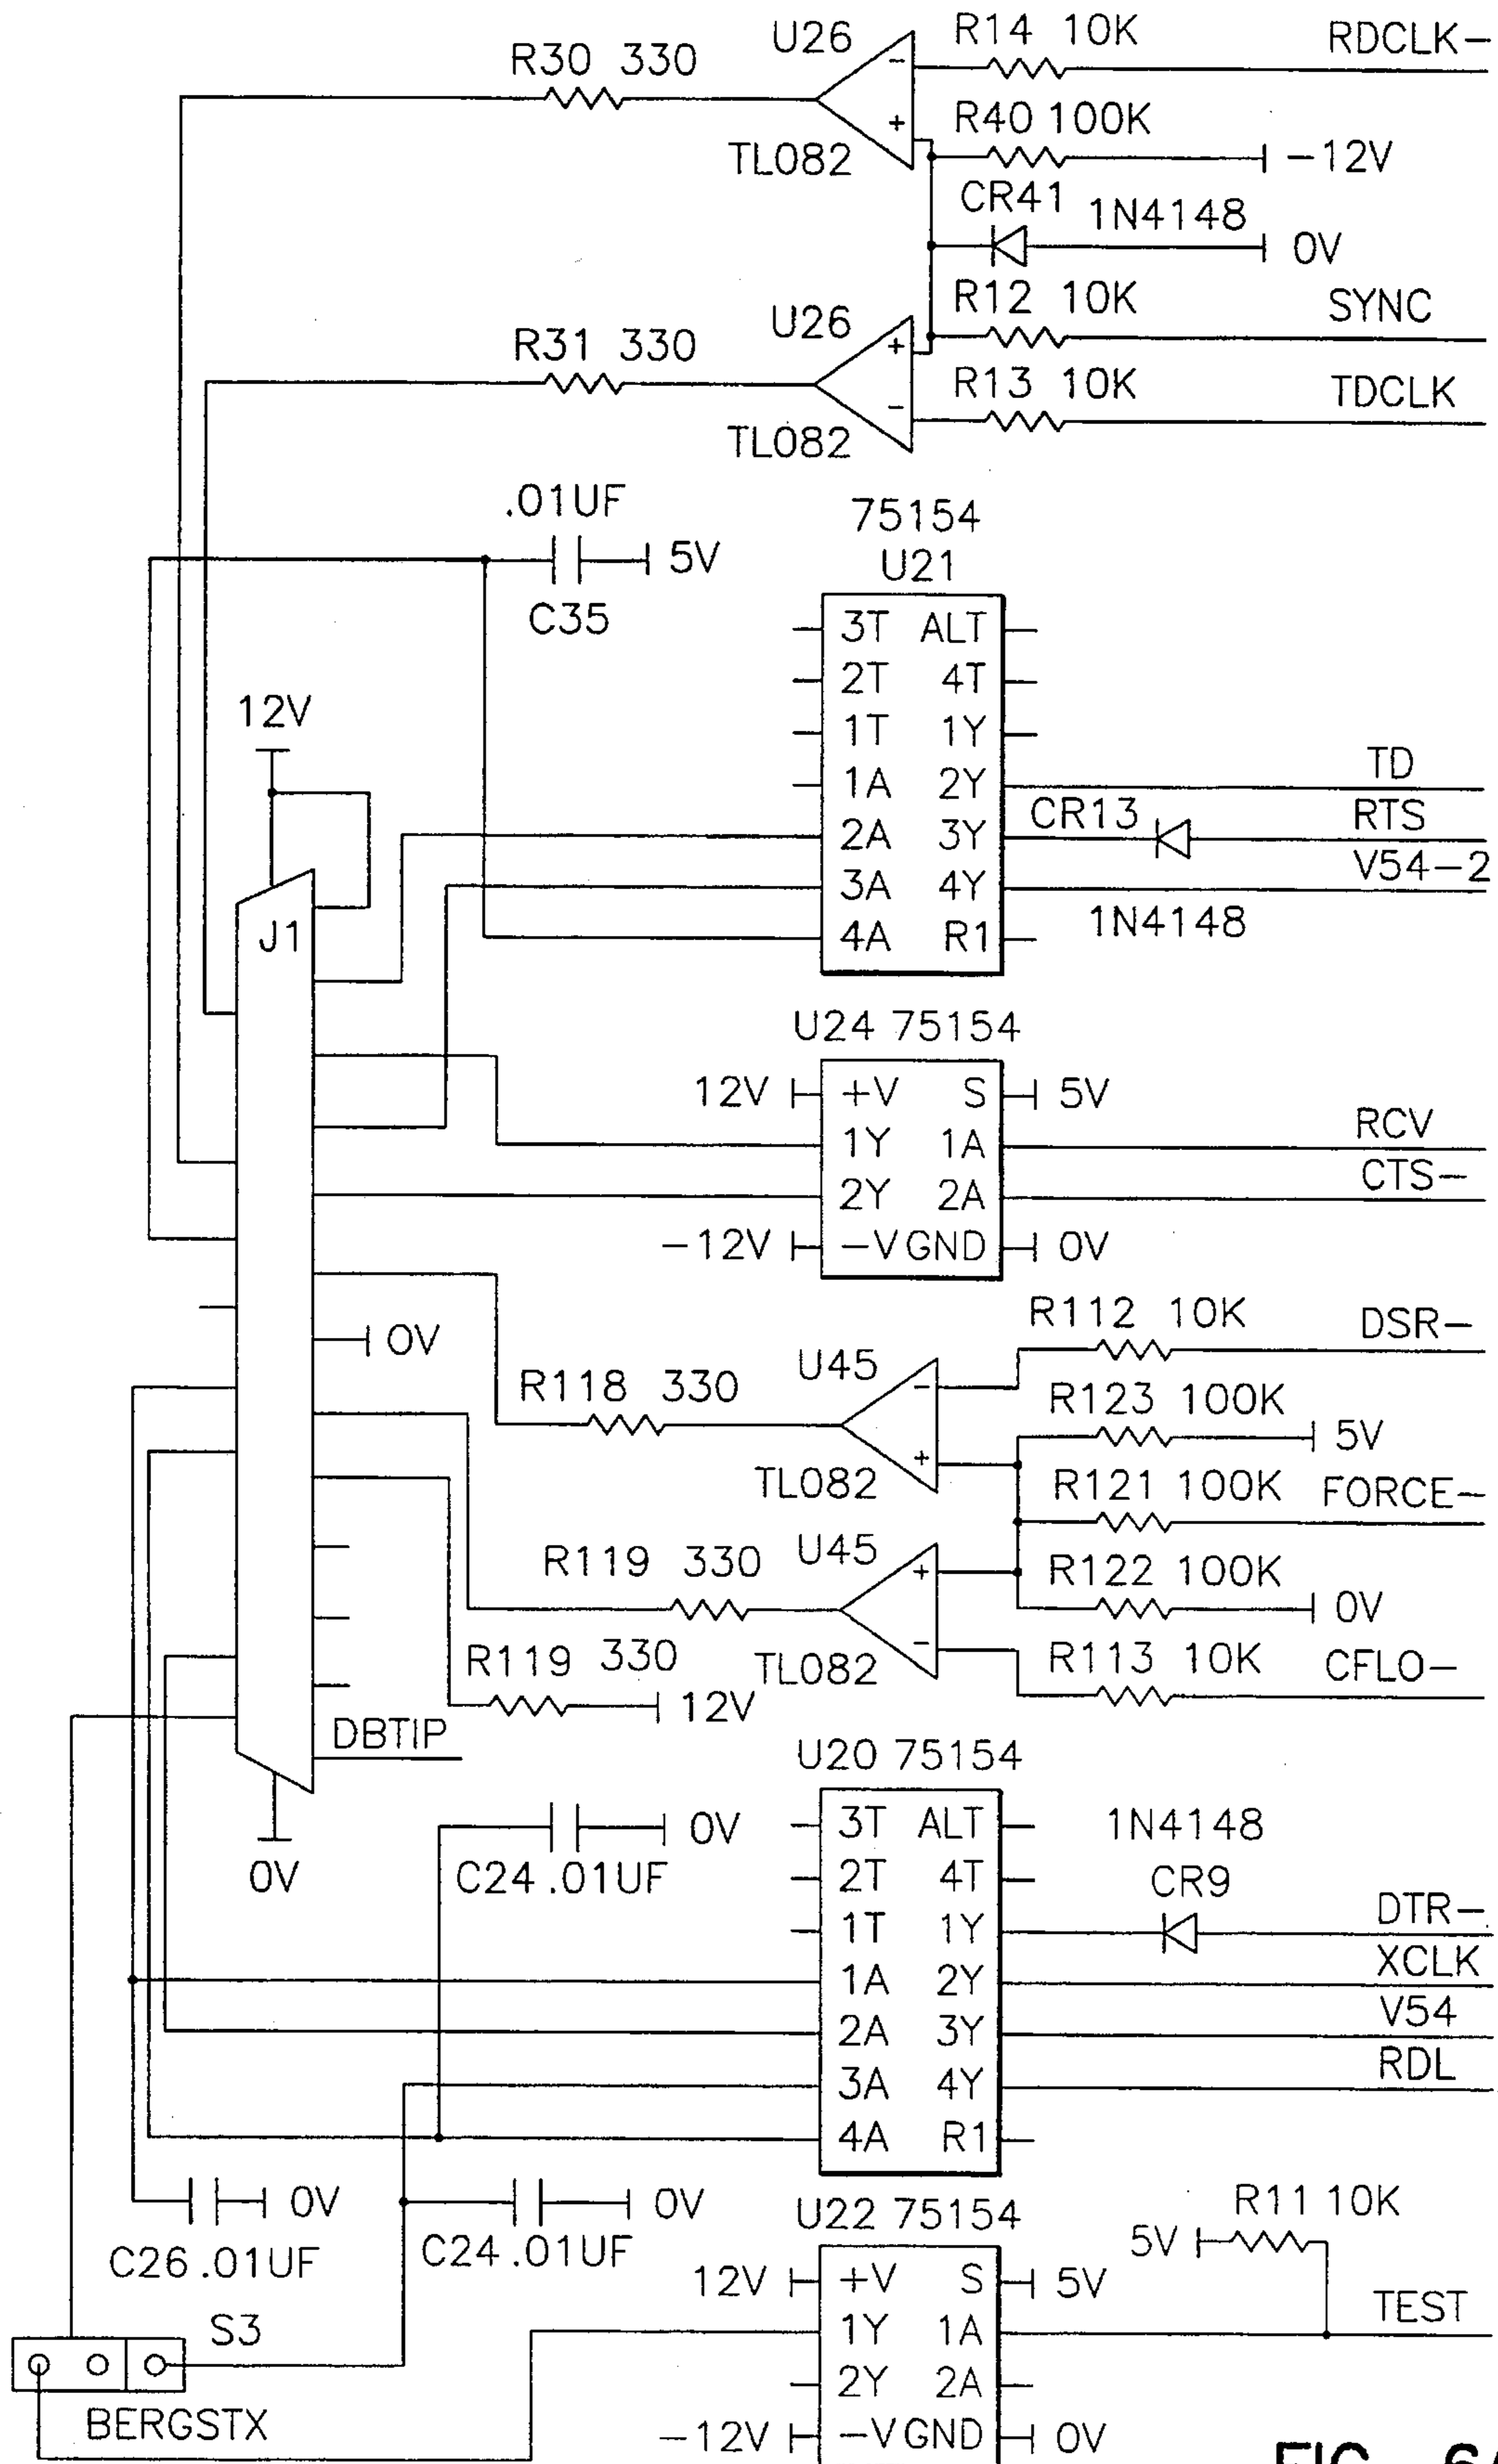 U26 R14 10K RDCLK-
R30 330
-
+ R40 100K
TL082 -12V
CR41 1N4148
0V
R12 10K SYNC
U26
+
R31 330
R13 10K TDCLK
-
TL082
.01UF 75154
5V U21
C35
3T ALT
2T 4T
12V 1T 1Y
1A 2Y TD
CR13 RTS
2A 3Y
V54-2
3A 4Y
J1 4A R1 1N4148
U24 75154
12V +V S 5V
RCV
1Y 1A
CTS-
2Y 2A
-12V -V GND 0V
R112 10K DSR-
0V
U45
R118 330 -
R123 100K
5V
+
TL082 R121 100K FORCE-
R119 330 U45
+ R122 100K
0V
-
R119 330 TL082 R113 10K CFLO-
12V
DBTIP
U20 75154
0V 3T ALT 1N4148
0V C24 .01UF 2T 4T CR9
1T 1Y DTR-
XCLK
1A 2Y
V54
2A 3Y
RDL
3A 4Y
4A R1
0V 0V U22 75154 R11 10K
C26 .01UF C24 .01UF 5V
12V +V S 5V
TEST
S3 1Y 1A
2Y 2A
BERGSTX
-12V -V GND 0V